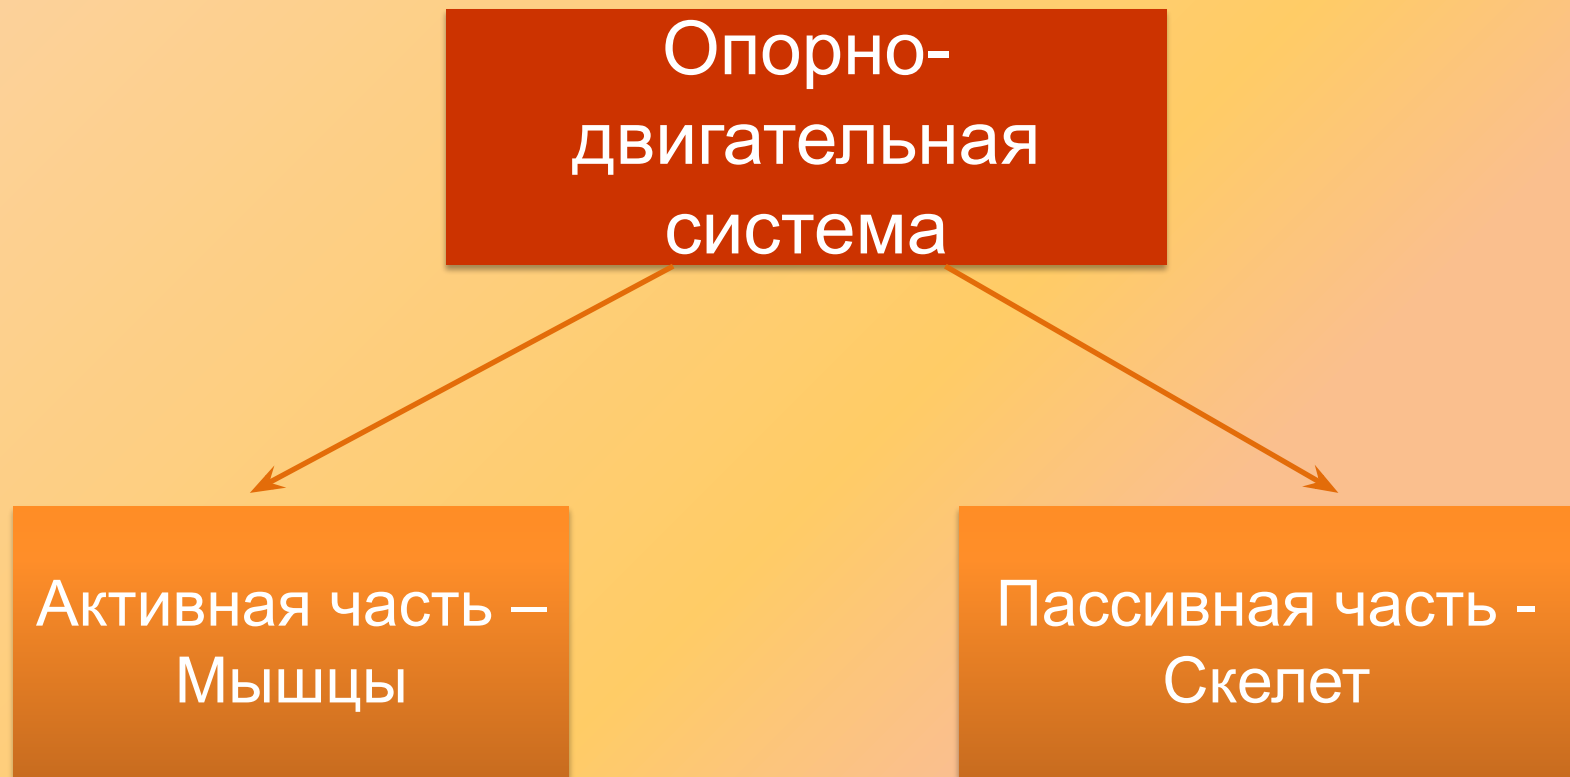 Опорно-
двигательная
система
Активная часть –
Мышцы
Пассивная часть -
Скелет